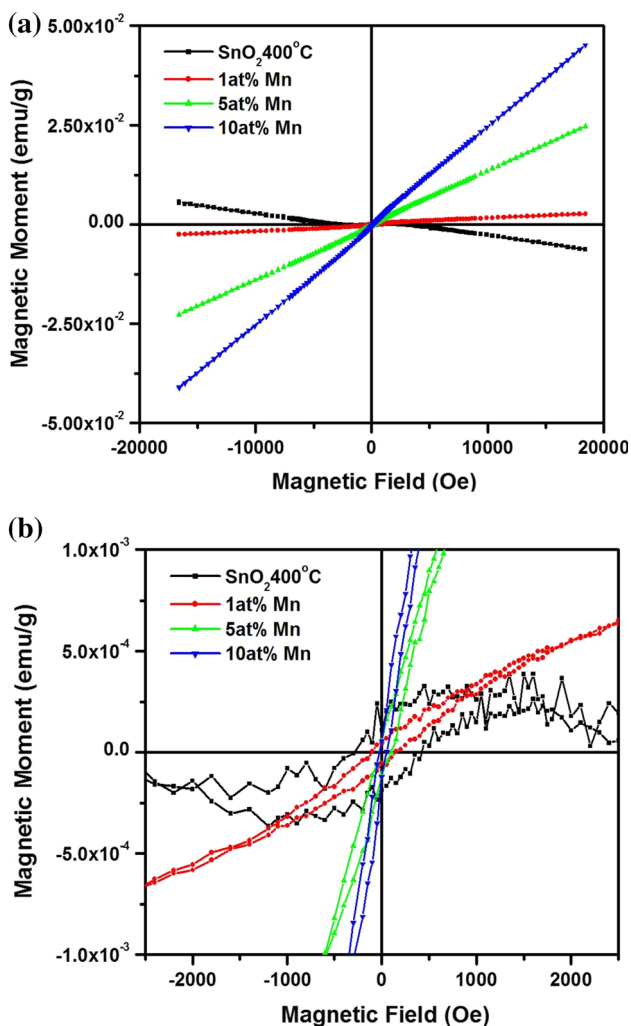 (a)
5.00x10⁻²
2.50x10⁻²
0.00
-2.50x10⁻²
-5.00x10⁻²
Magnetic Moment (emu/g)
SnO₂400°C
1at% Mn
5at% Mn
10at% Mn
-20000 -10000 0 10000 20000
Magnetic Field (Oe)
(b)
1.0x10⁻³
5.0x10⁻⁴
0.0
-5.0x10⁻⁴
-1.0x10⁻³
Magnetic Moment (emu/g)
SnO₂400°C
1at% Mn
5at% Mn
10at% Mn
-2000 -1000 0 1000 2000
Magnetic Field (Oe)